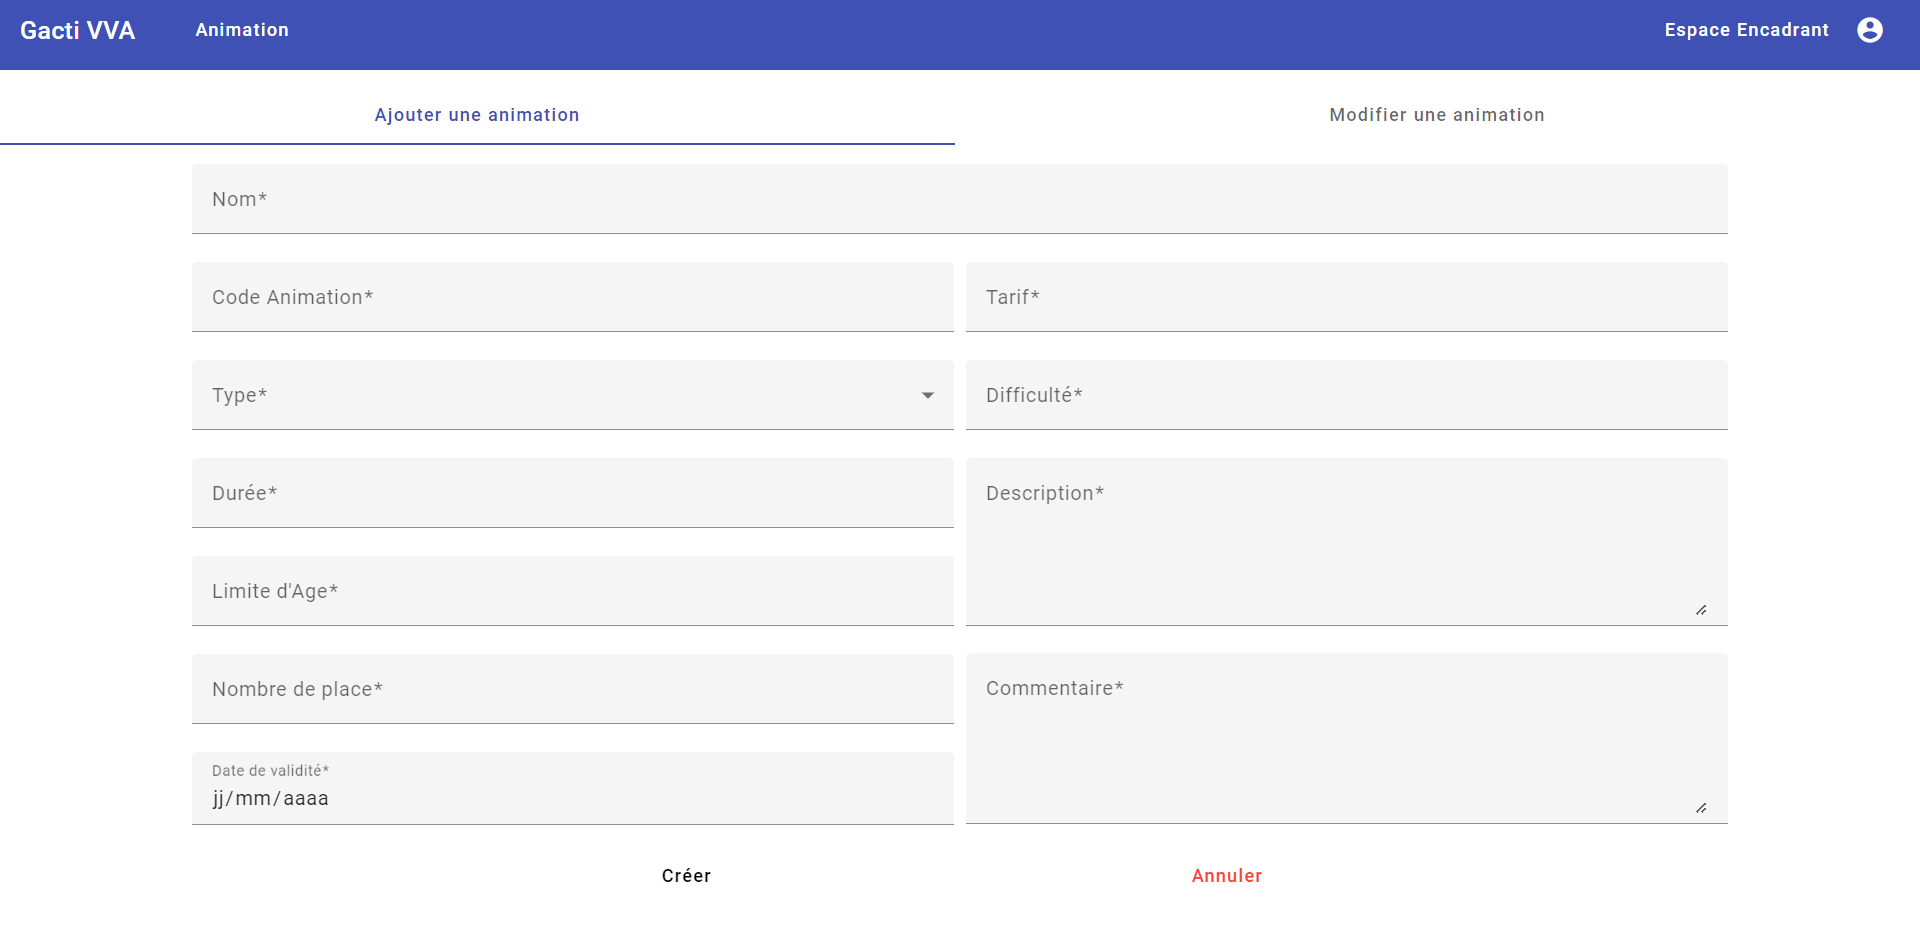 Gacti VVA
Animation
Espace Encadrant
Ajouter une animation
Modifier une animation
Nom*
Code Animation*
Tarif*
Type*
Difficulté*
Durée*
Description*
Limite d'Age*
Nombre de place*
Commentaire*
Date de validité*
jj/mm/aaaa
Créer
Annuler